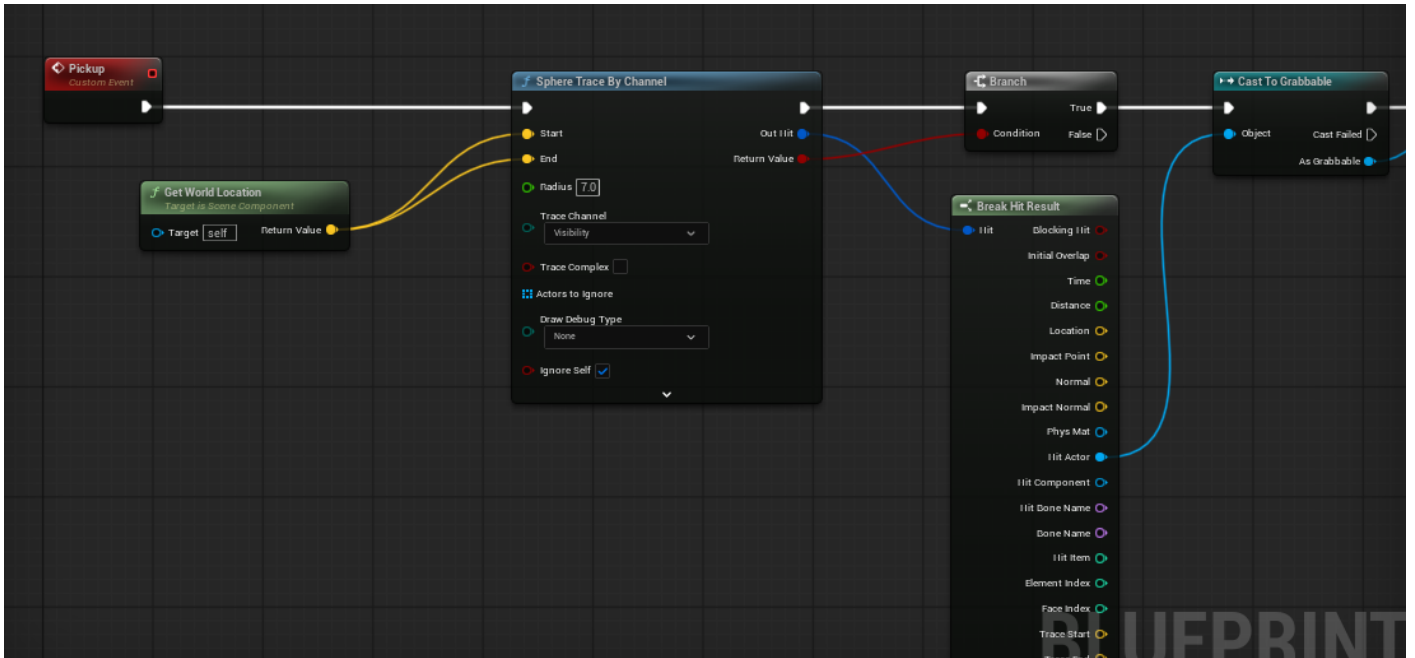 Pickup
Custom Event
Get World Location
Target is Scene Component
Target self Return Value
Sphere Trace By Channel
Start Out Hit
End Return Value
Radius 7.0
Trace Channel
Visibility
Trace Complex
Actors to Ignore
Draw Debug Type
None
Ignore Self
Branch
True
Condition False
Break Hit Result
Hit Blocking Hit
Initial Overlap
Time
Distance
Location
Impact Point
Normal
Impact Normal
Phys Mat
Hit Actor
Hit Component
Hit Bone Name
Bone Name
Hit Item
Element Index
Face Index
Trace Start
Cast To Grabbable
Object Cast Failed
As Grabbable
BLUEPRINT